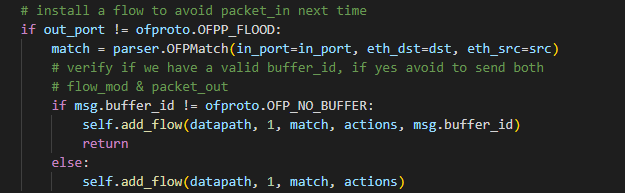 # install a flow to avoid packet_in next time
if out_port != ofproto.OFPP_FLOOD:
    match = parser.OFPMatch(in_port=in_port, eth_dst=dst, eth_src=src)
    # verify if we have a valid buffer_id, if yes avoid to send both
    # flow_mod & packet_out
    if msg.buffer_id != ofproto.OFP_NO_BUFFER:
        self.add_flow(datapath, 1, match, actions, msg.buffer_id)
        return
    else:
        self.add_flow(datapath, 1, match, actions)